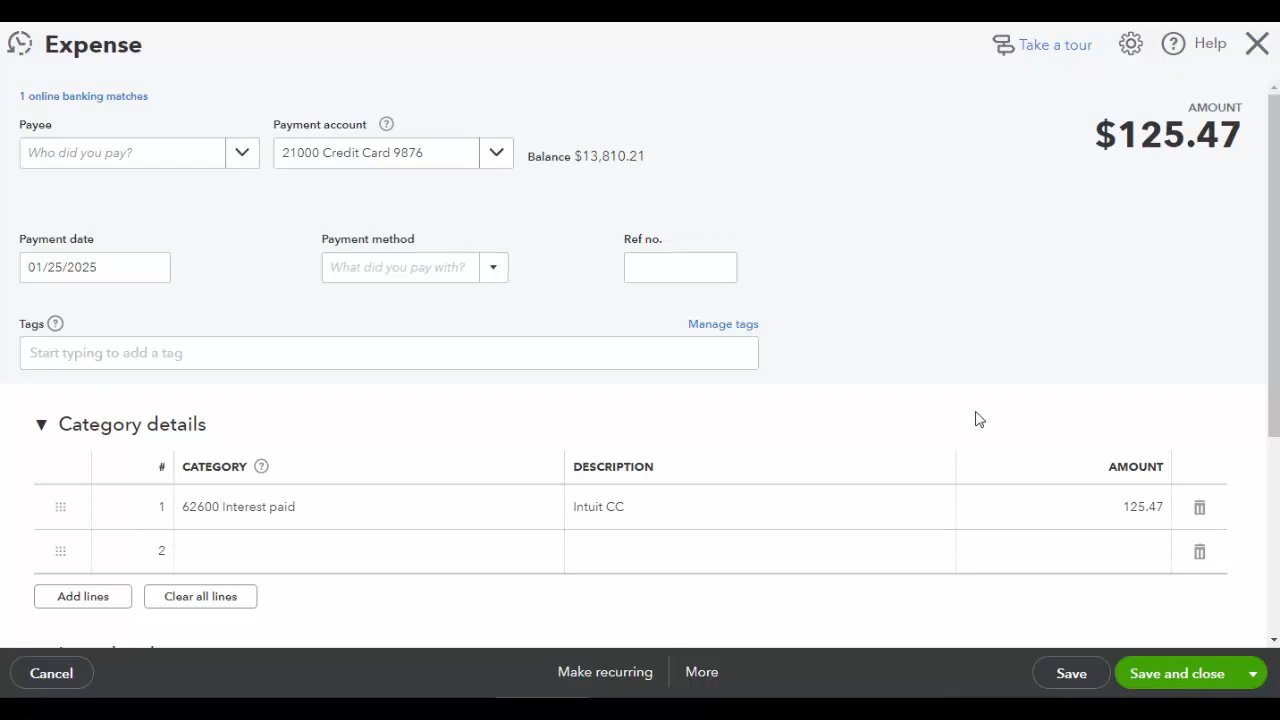 Expense
Take a tour
Help
1 online banking matches
AMOUNT
$125.47
Payee
Payment account
Who did you pay?
21000 Credit Card 9876
Balance $13,810.21
Payment date
Payment method
Ref no.
01/25/2025
What did you pay with?
Tags
Manage tags
Start typing to add a tag
Category details
# CATEGORY DESCRIPTION AMOUNT
1 62600 Interest paid Intuit CC 125.47
2
Add lines
Clear all lines
Cancel
Make recurring
More
Save
Save and close